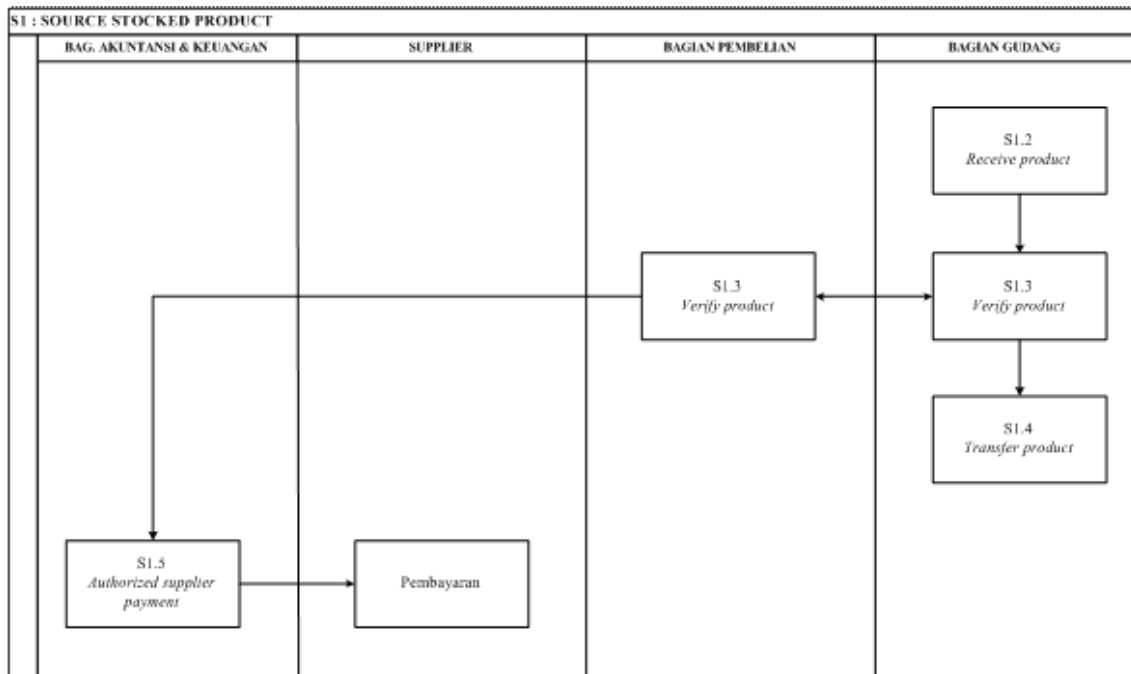 S1 : SOURCE STOCKED PRODUCT
BAG. AKUNTANSI & KEUANGAN
SUPPLIER
BAGIAN PEMBELIAN
BAGIAN GUDANG
S1.2
Receive product
S1.3
Verify product
S1.3
Verify product
S1.4
Transfer product
S1.5
Authorized supplier
payment
Pembayaran